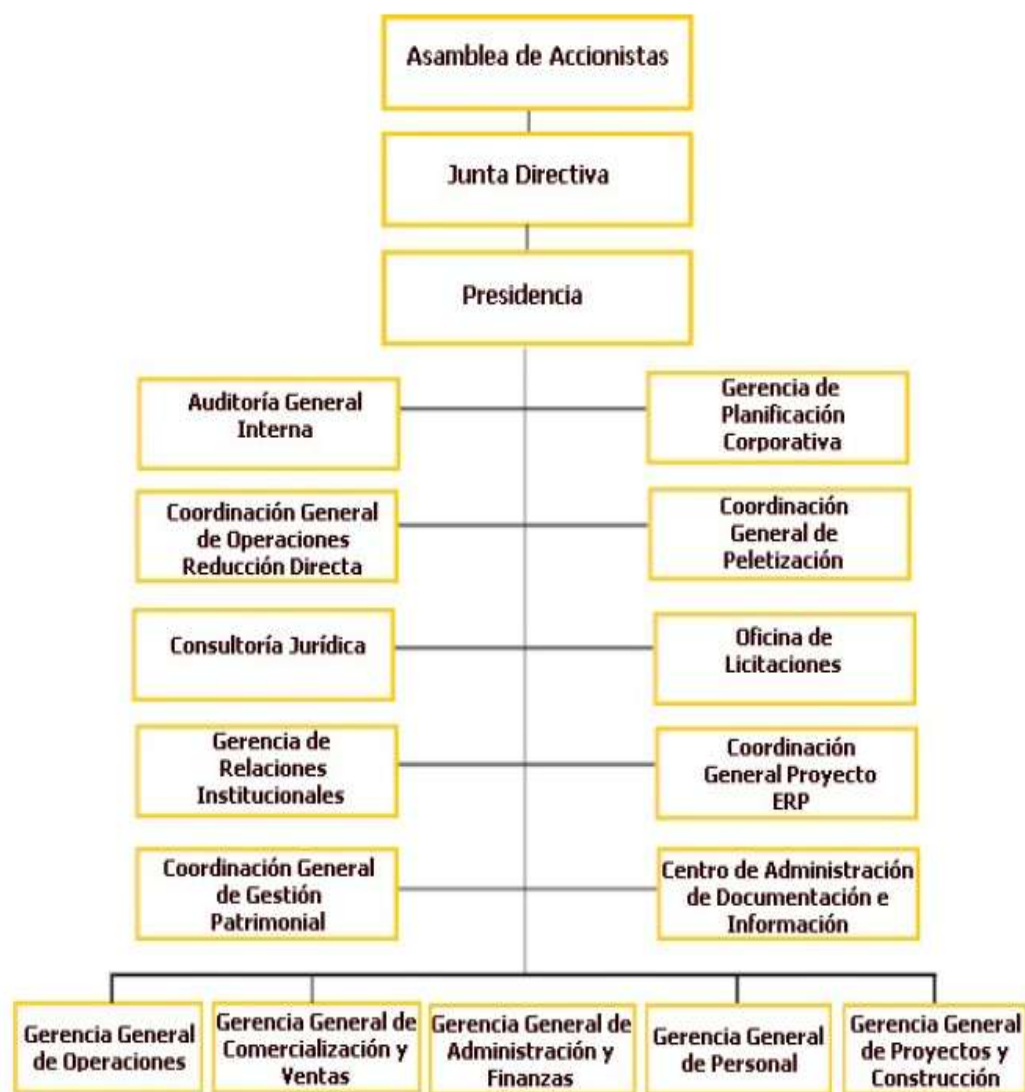 Asamblea de Accionistas
Junta Directiva
Presidencia
Auditoría General
Interna
Gerencia de
Planificación
Corporativa
Coordinación General
de Operaciones
Reducción Directa
Coordinación
General de
Peletización
Consultoría Jurídica
Oficina de
Licitaciones
Gerencia de
Relaciones
Institucionales
Coordinación
General Proyecto
ERP
Coordinación General
de Gestión
Patrimonial
Centro de Administración
de Documentación e
Información
Gerencia General
de Operaciones
Gerencia General de
Comercialización y
Ventas
Gerencia General de
Administración y
Finanzas
Gerencia General
de Personal
Gerencia General
de Proyectos y
Construcción